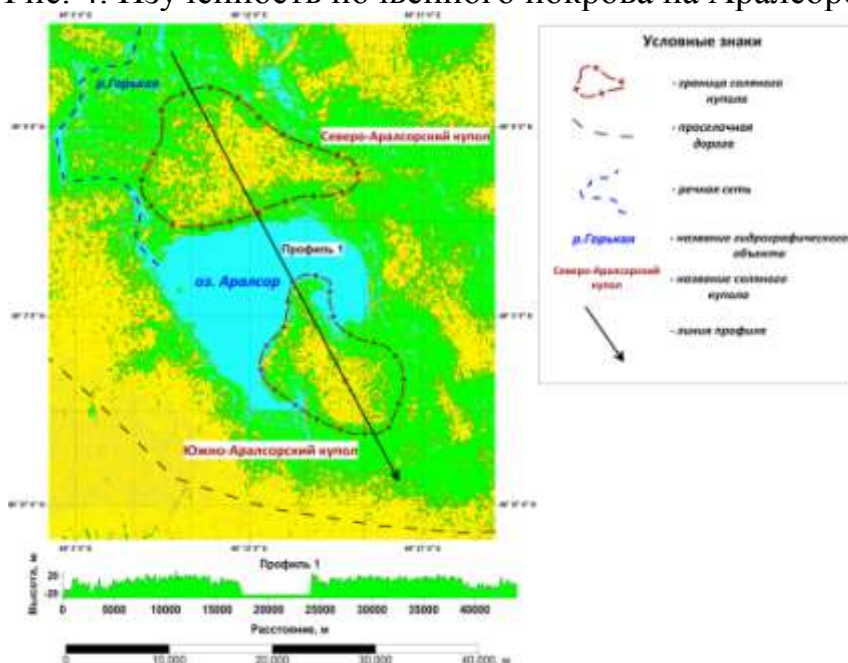 Рис. 4. Изученность почвенного покрова на Аралсоро
р.Горькая
Северо-Аралсорский купол
Профиль 1
оз. Аралсор
Южно-Аралсорский купол
Условные знаки
- граница соляного
купола
- проселочная
дорога
- речная сеть
р.Горькая
- название гидрографического
объекта
Северо-Аралсорский
купол
- название соляного
купола
- линия профиля
Профиль 1
Высота, м
20
-20
0 5000 10000 15000 20000 25000 30000 35000 40000
Расстояние, м
0 10,000 20,000 30,000 40,000, м